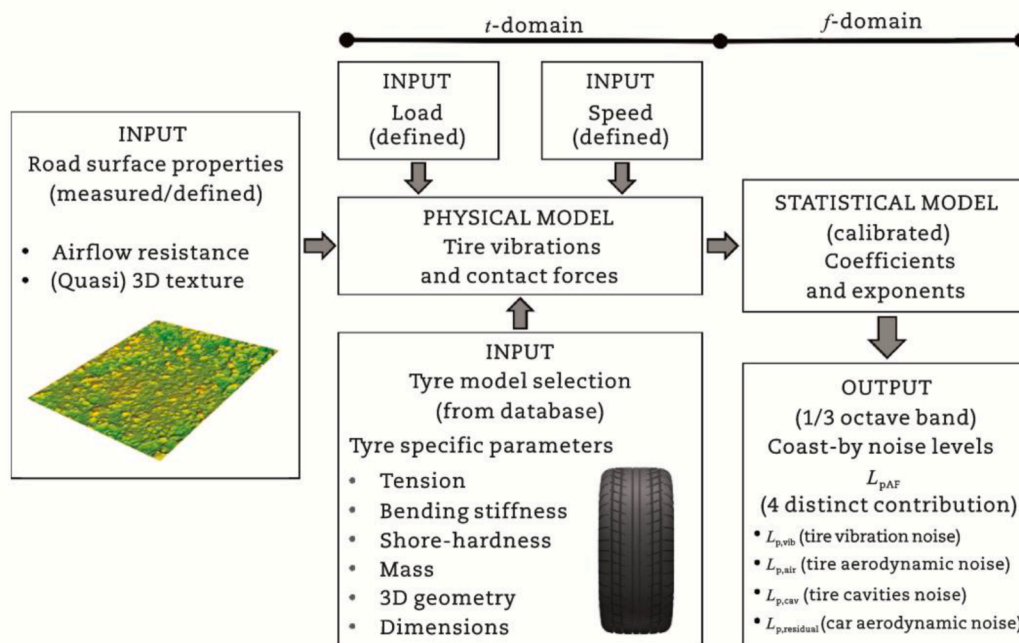 t-domain
f-domain
INPUT
Road surface properties
(measured/defined)
• Airflow resistance
• (Quasi) 3D texture
INPUT
Load
(defined)
INPUT
Speed
(defined)
PHYSICAL MODEL
Tire vibrations
and contact forces
INPUT
Tyre model selection
(from database)
Tyre specific parameters
• Tension
• Bending stiffness
• Shore-hardness
• Mass
• 3D geometry
• Dimensions
STATISTICAL MODEL
(calibrated)
Coefficients
and exponents
OUTPUT
(1/3 octave band)
Coast-by noise levels
LpAF
(4 distinct contribution)
• Lp,vib (tire vibration noise)
• Lp,air (tire aerodynamic noise)
• Lp,cav (tire cavities noise)
• Lp,residual (car aerodynamic noise)